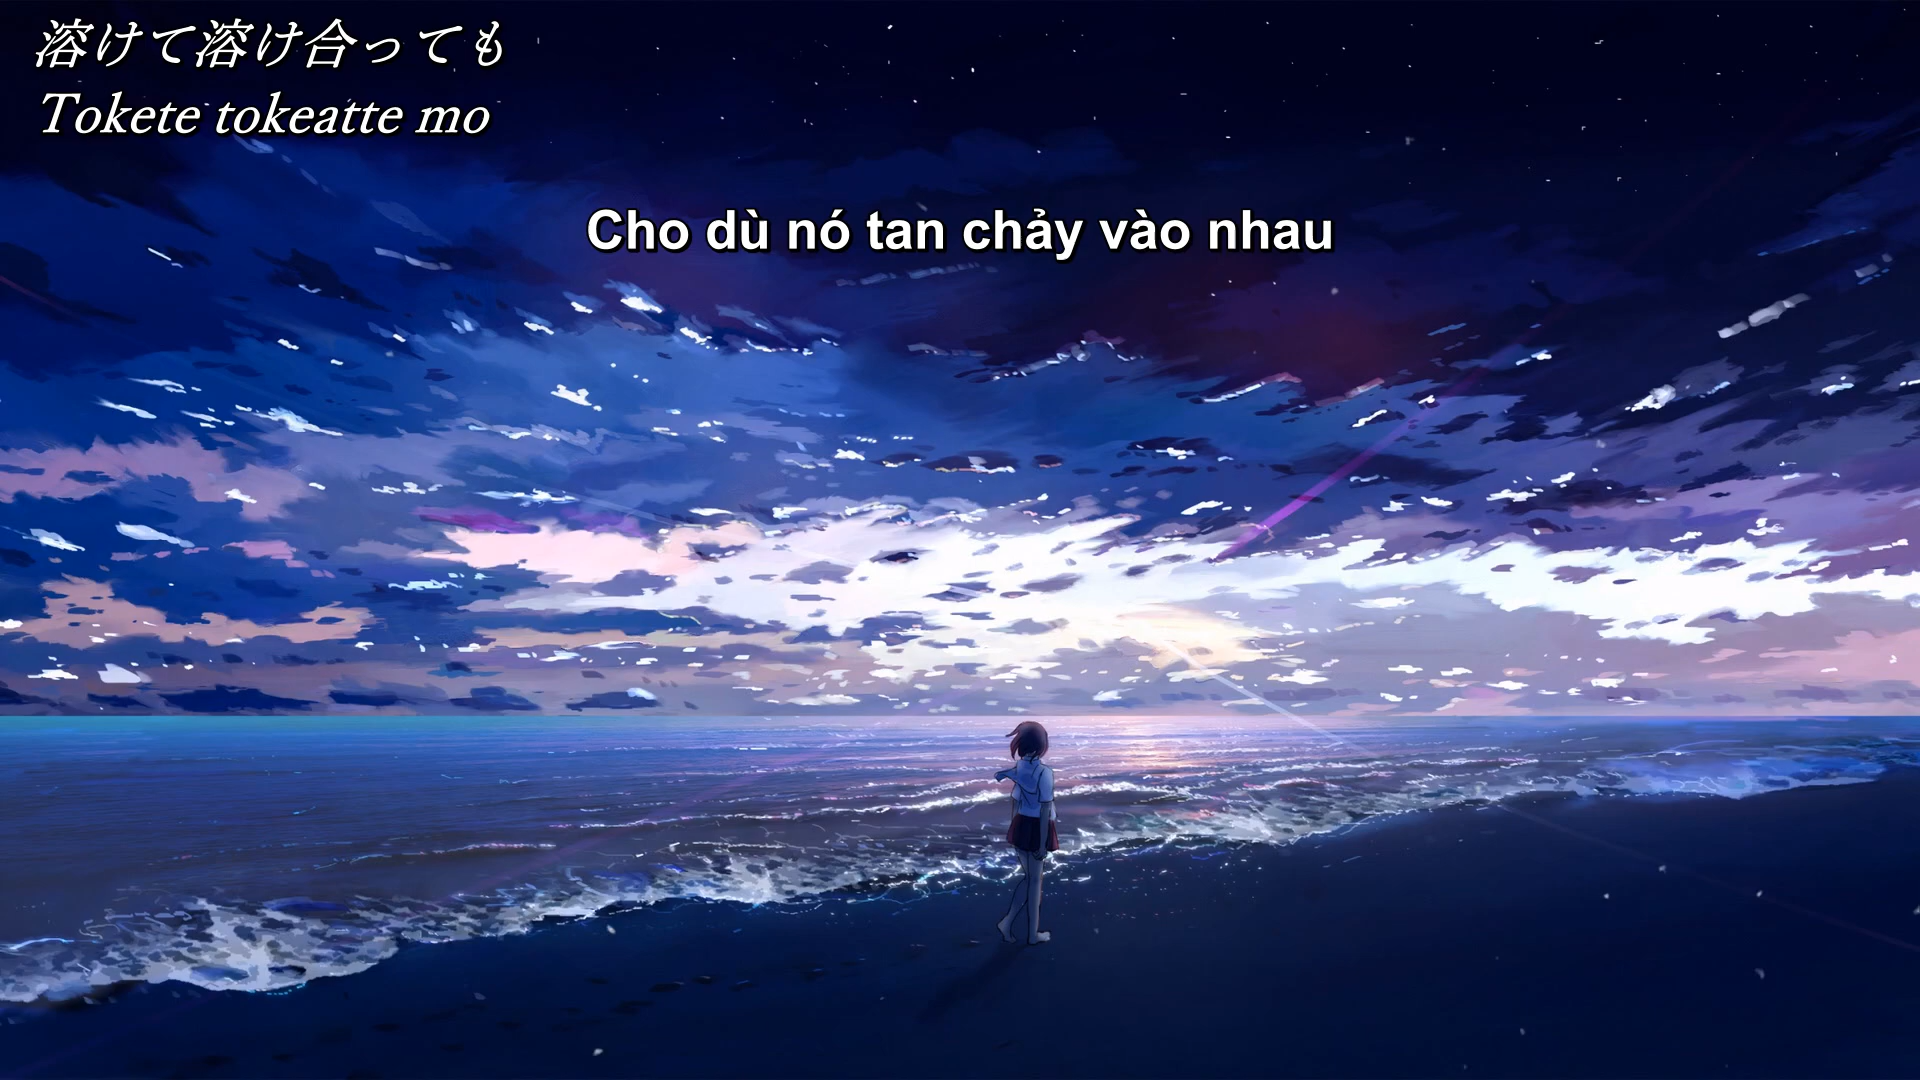 溶けて溶け合っても
Tokete tokeatte mo
Cho dù nó tan chảy vào nhau